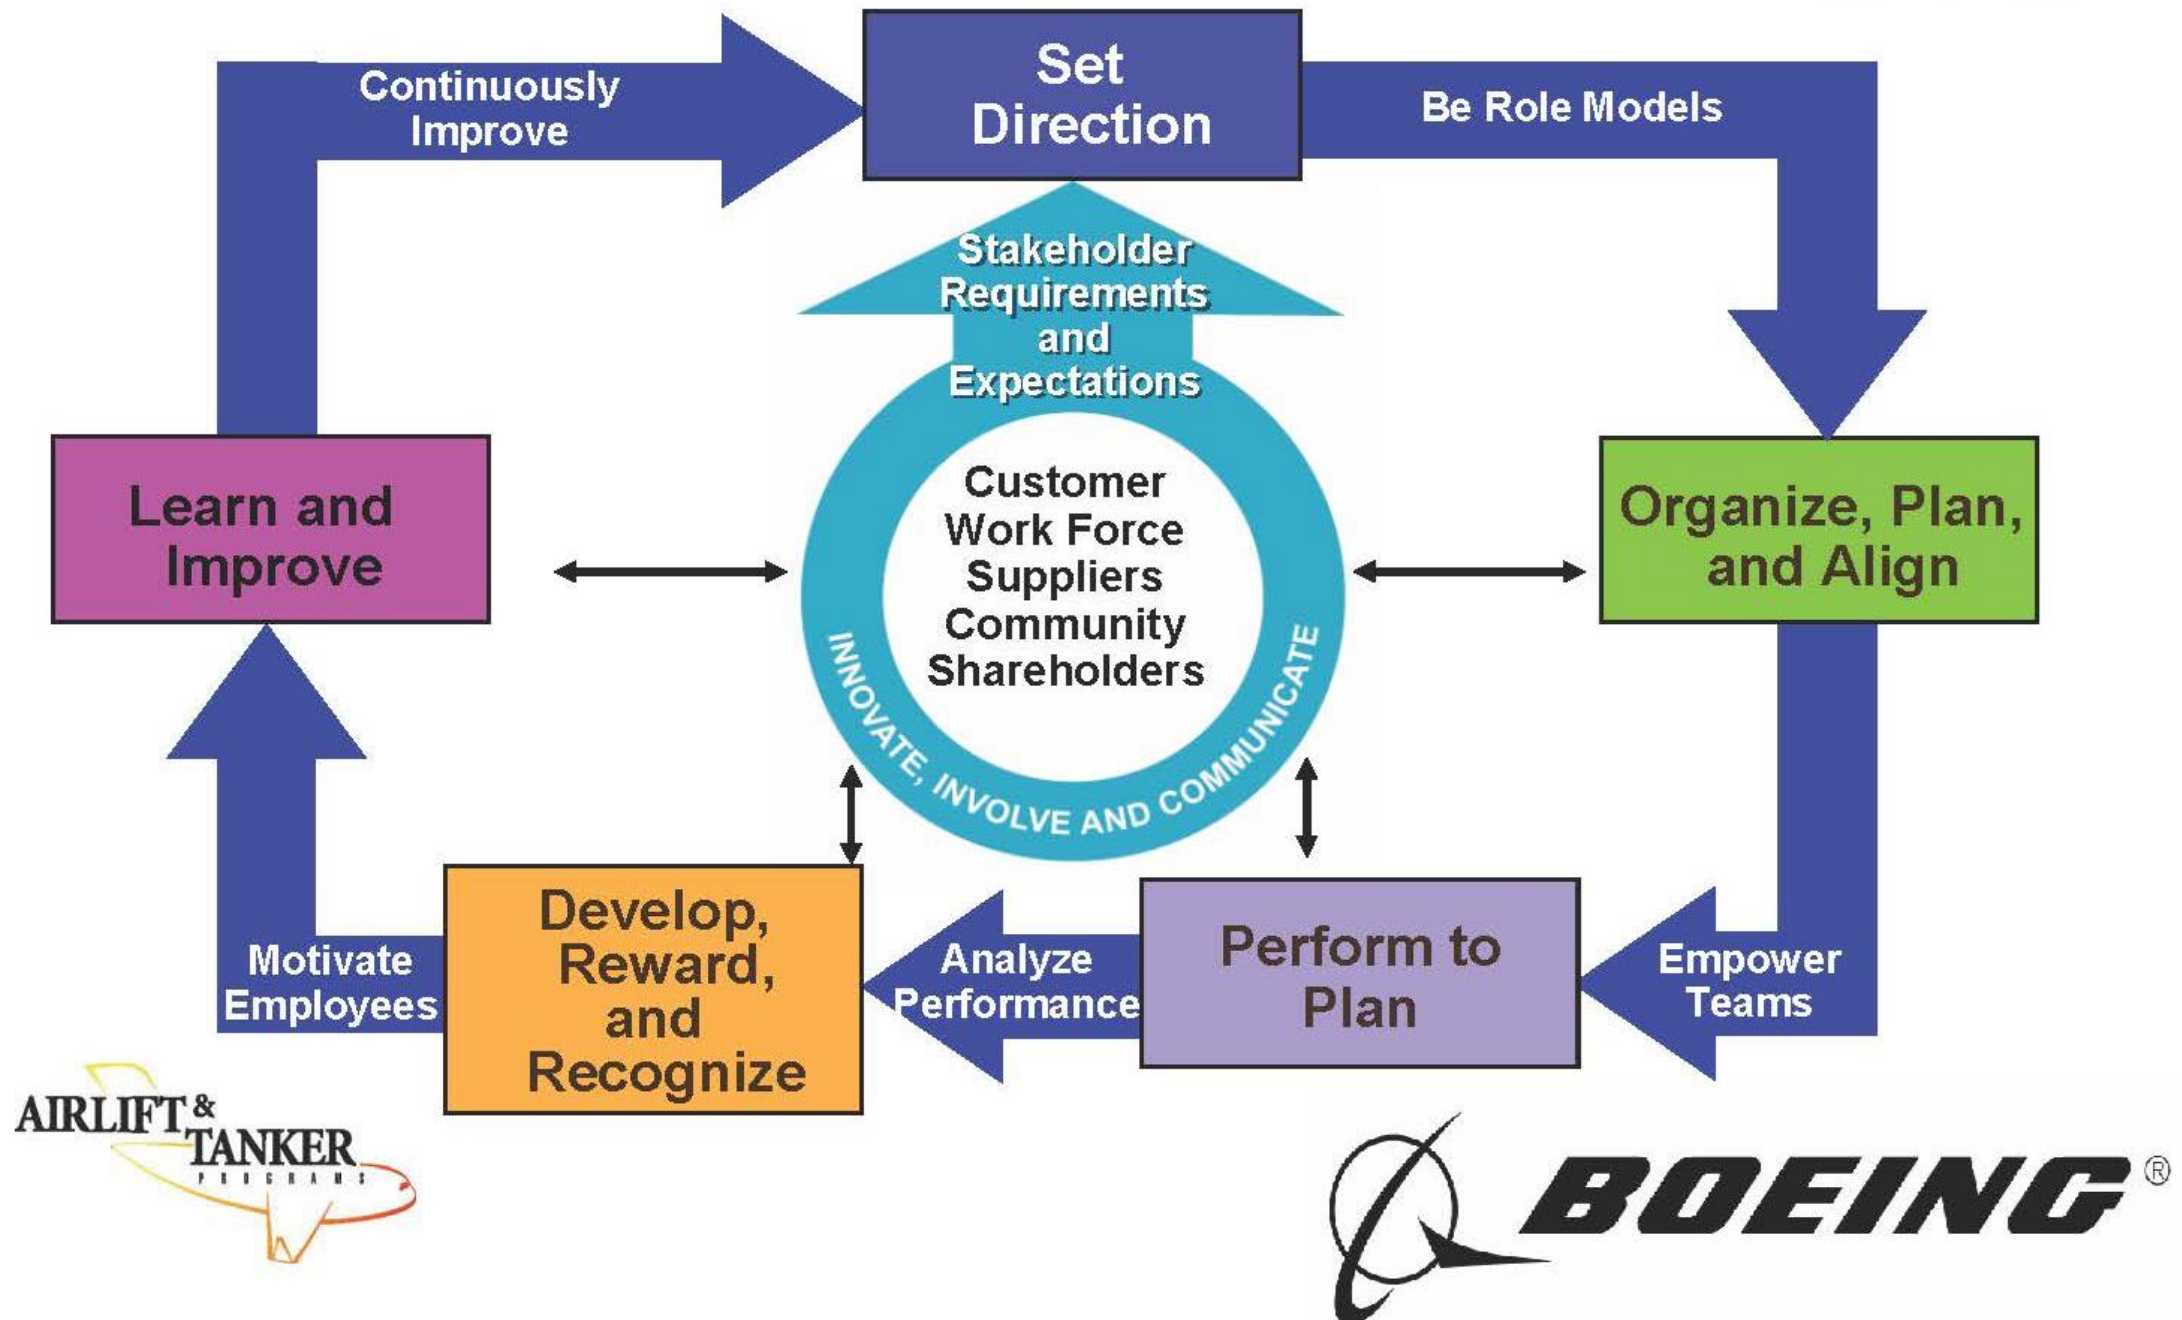 Continuously
Improve
Set
Direction
Be Role Models
Stakeholder
Requirements
and
Expectations
Customer
Work Force
Suppliers
Community
Shareholders
INNOVATE, INVOLVE AND COMMUNICATE
Learn and
Improve
Organize, Plan,
and Align
Motivate
Employees
Develop,
Reward,
and
Recognize
Analyze
Performance
Perform to
Plan
Empower
Teams
AIRLIFT &
TANKER
PROGRAMS
BOEING®